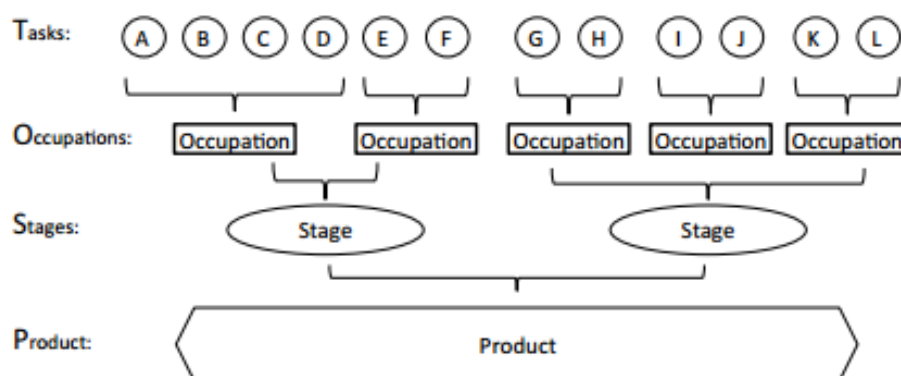 Tasks: A B C D E F G H I J K L
Occupations: Occupation Occupation Occupation Occupation Occupation
Stages: Stage Stage
Product: Product